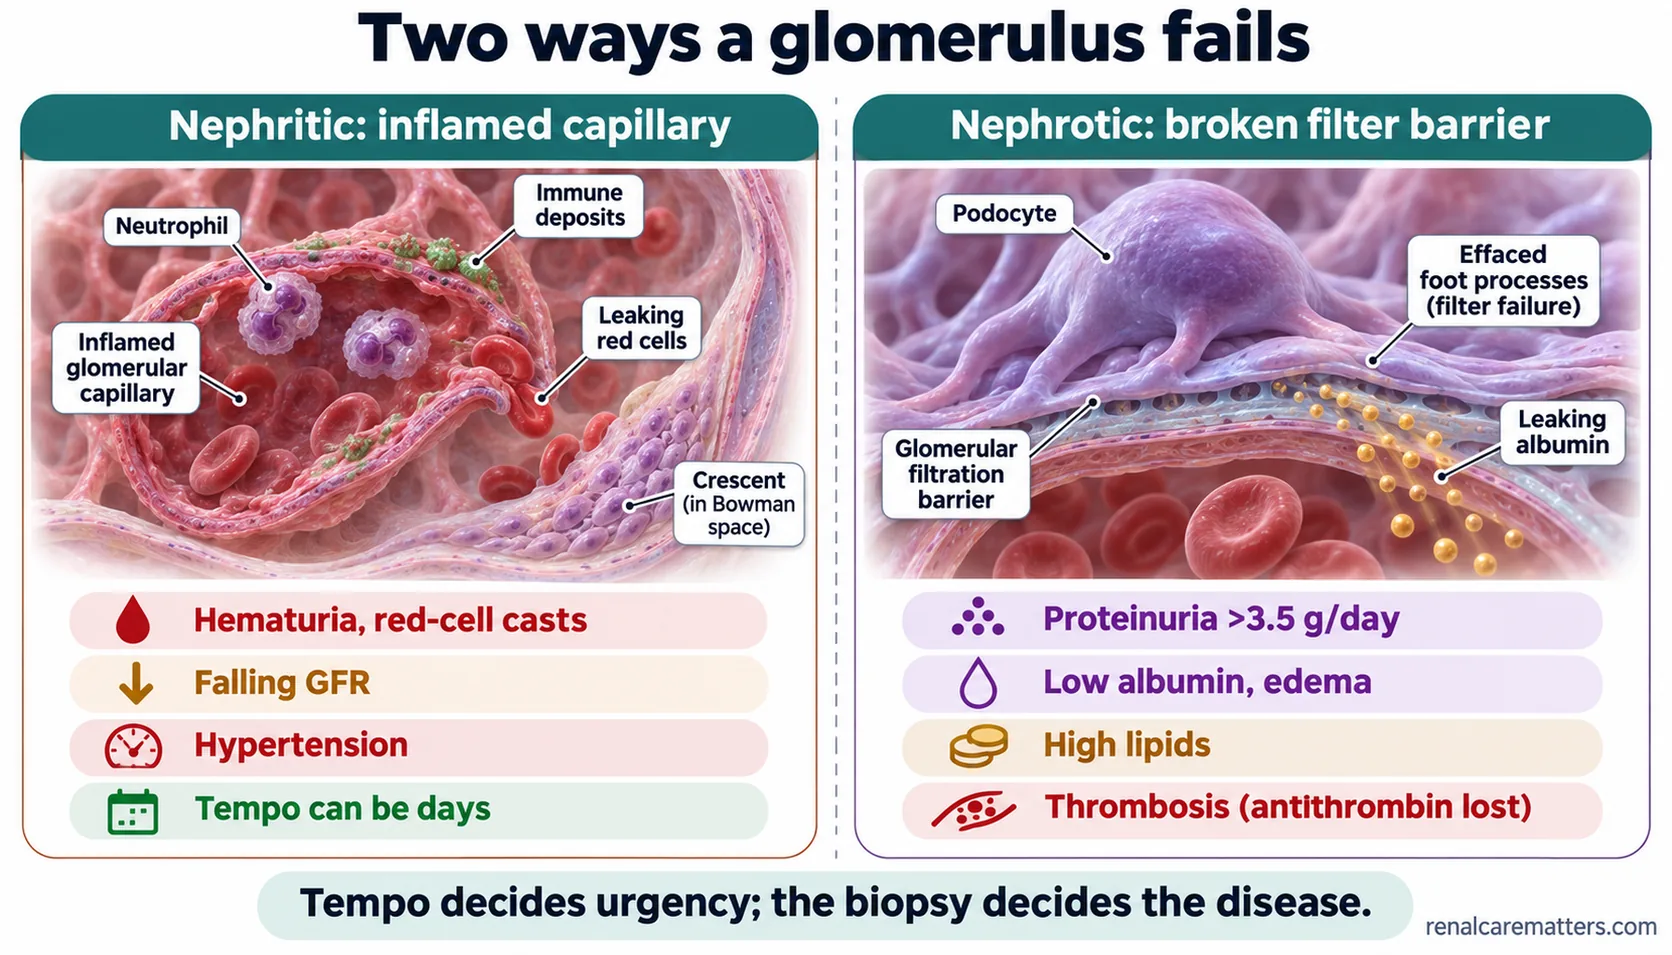 Two ways a glomerulus fails
Nephritic: inflamed capillary
Neutrophil
Immune
deposits
Inflamed
glomerular
capillary
Leaking
red cells
Crescent
(in Bowman
space)
Hematuria, red-cell casts
Falling GFR
Hypertension
Tempo can be days
Nephrotic: broken filter barrier
Podocyte
Effaced
foot processes
(filter failure)
Glomerular
filtration
barrier
Leaking
albumin
Proteinuria >3.5 g/day
Low albumin, edema
High lipids
Thrombosis (antithrombin lost)
Tempo decides urgency; the biopsy decides the disease.
renalcarematters.com